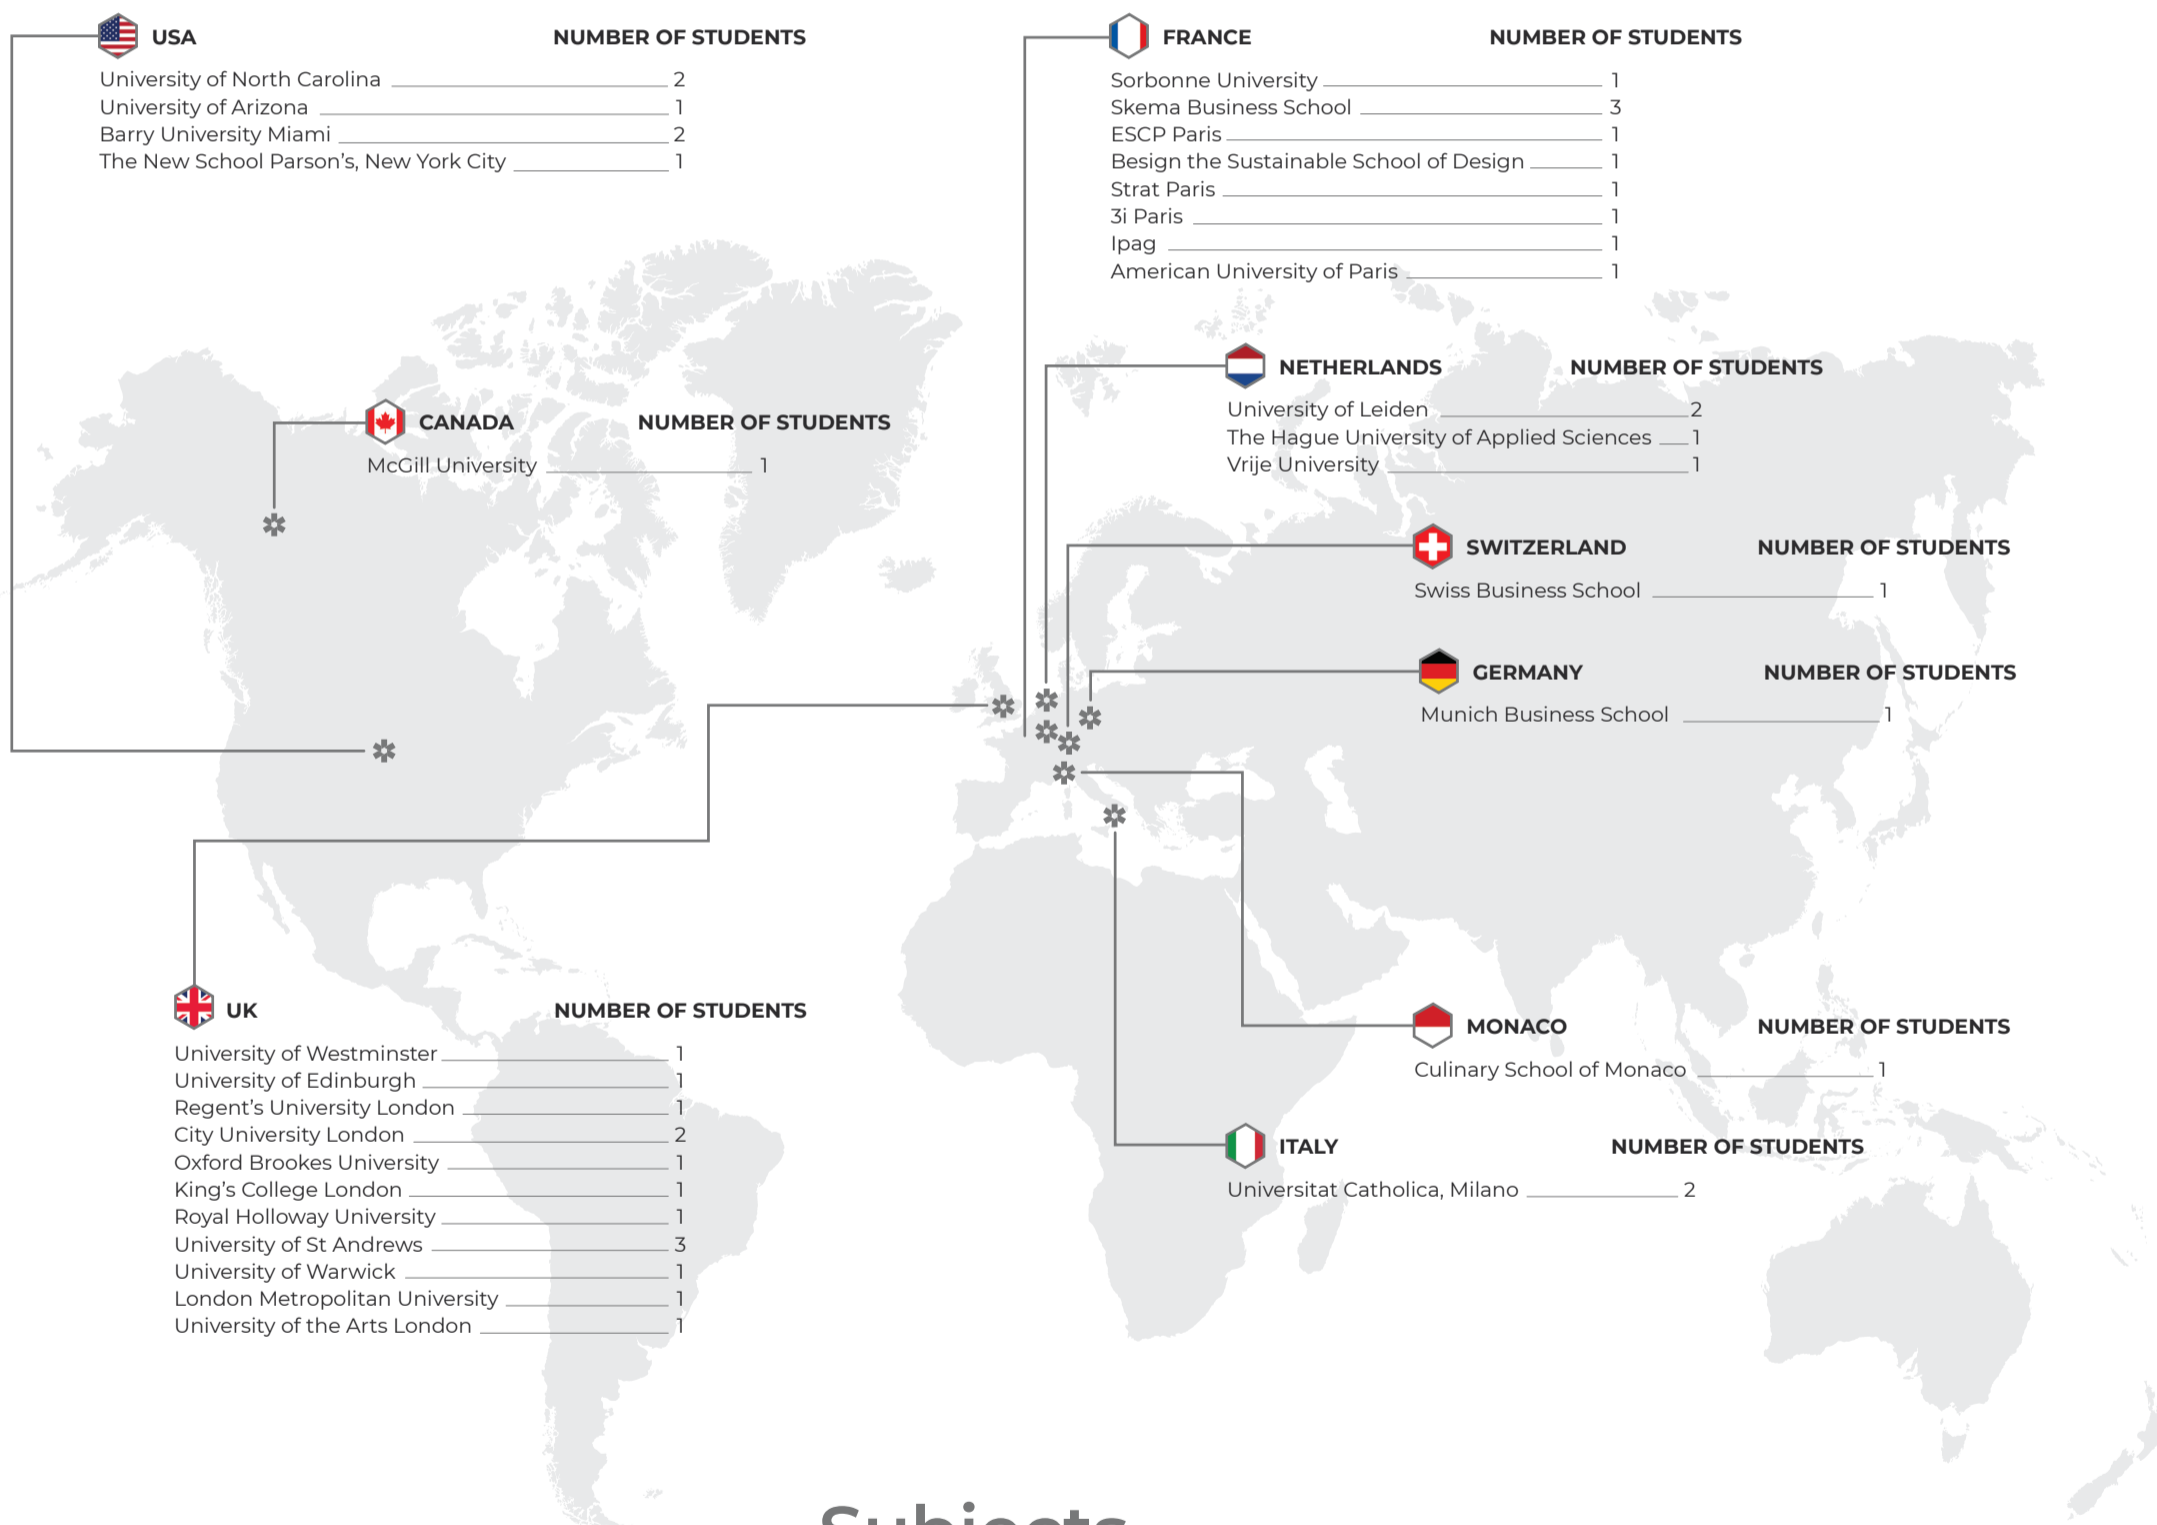 USA NUMBER OF STUDENTS
University of North Carolina 2
University of Arizona 1
Barry University Miami 2
The New School Parson's, New York City 1
FRANCE NUMBER OF STUDENTS
Sorbonne University 1
Skema Business School 3
ESCP Paris 1
Besign the Sustainable School of Design 1
Strat Paris 1
3i Paris 1
Ipag 1
American University of Paris 1
NETHERLANDS NUMBER OF STUDENTS
University of Leiden 2
The Hague University of Applied Sciences 1
Vrije University 1
CANADA NUMBER OF STUDENTS
McGill University 1
SWITZERLAND NUMBER OF STUDENTS
Swiss Business School 1
GERMANY NUMBER OF STUDENTS
Munich Business School 1
UK NUMBER OF STUDENTS
University of Westminster 1
University of Edinburgh 1
Regent's University London 1
City University London 2
Oxford Brookes University 1
King's College London 1
Royal Holloway University 1
University of St Andrews 3
University of Warwick 1
London Metropolitan University 1
University of the Arts London 1
MONACO NUMBER OF STUDENTS
Culinary School of Monaco 1
ITALY NUMBER OF STUDENTS
Universitat Catholica, Milano 2
Subjects